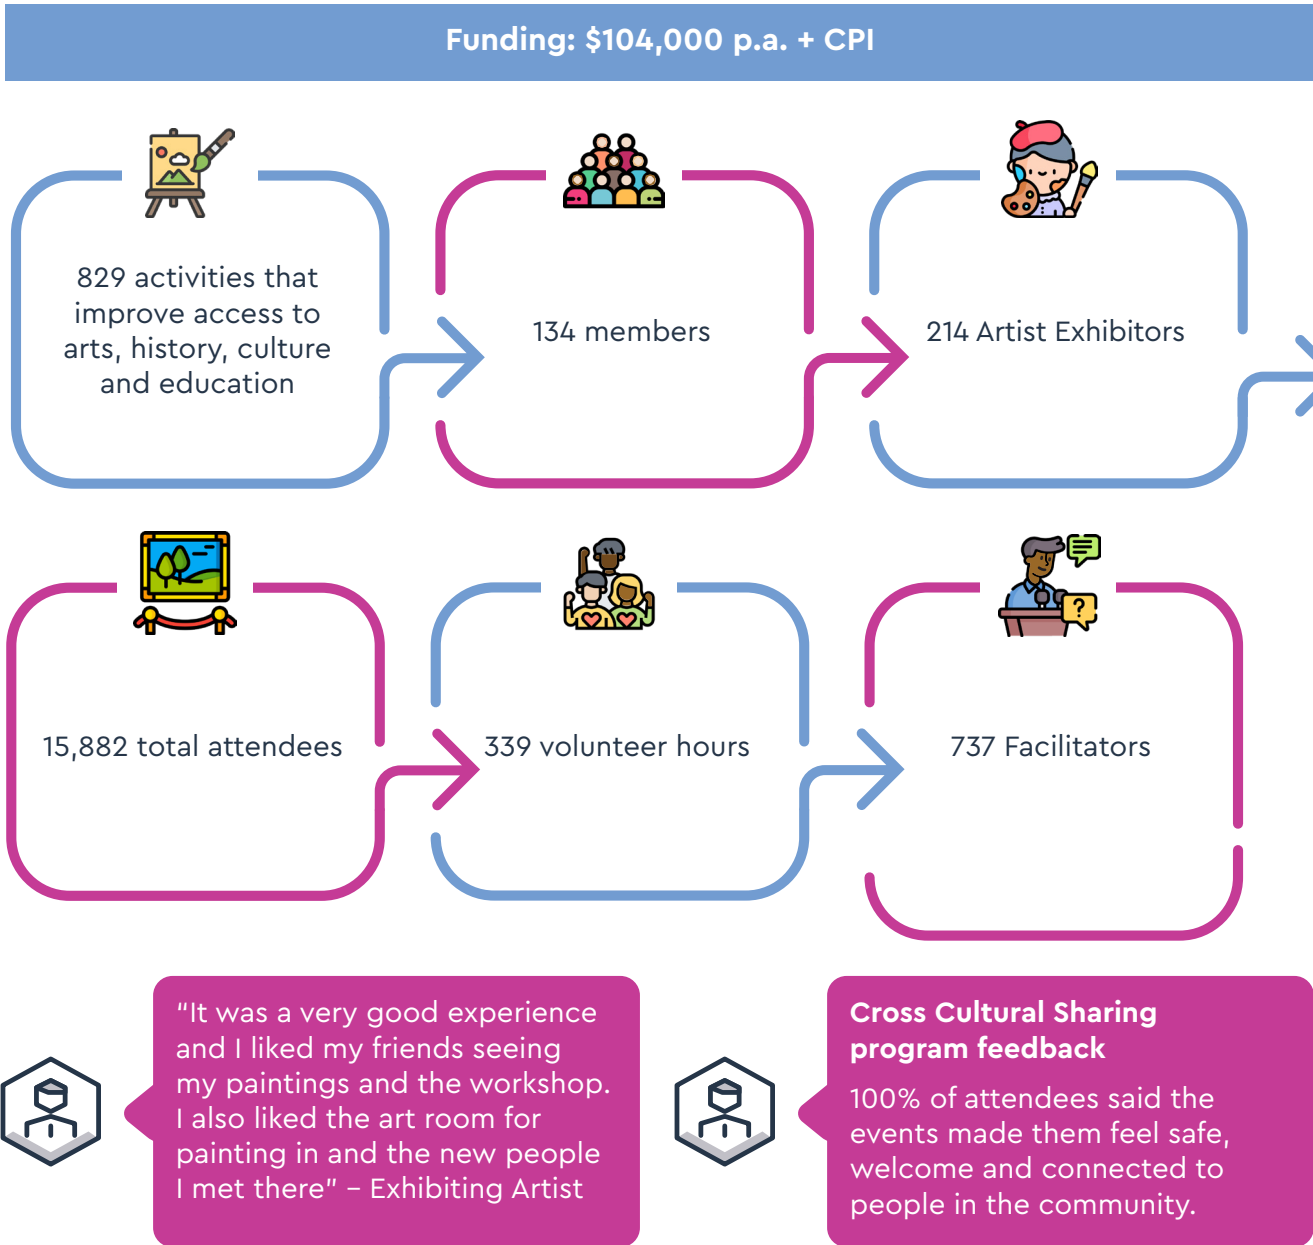 Funding: $104,000 p.a. + CPI
829 activities that
improve access to
arts, history, culture
and education
134 members
214 Artist Exhibitors
15,882 total attendees
339 volunteer hours
737 Facilitators
?
“It was a very good experience
and I liked my friends seeing
my paintings and the workshop.
I also liked the art room for
painting in and the new people
I met there” – Exhibiting Artist
Cross Cultural Sharing
program feedback
100% of attendees said the
events made them feel safe,
welcome and connected to
people in the community.